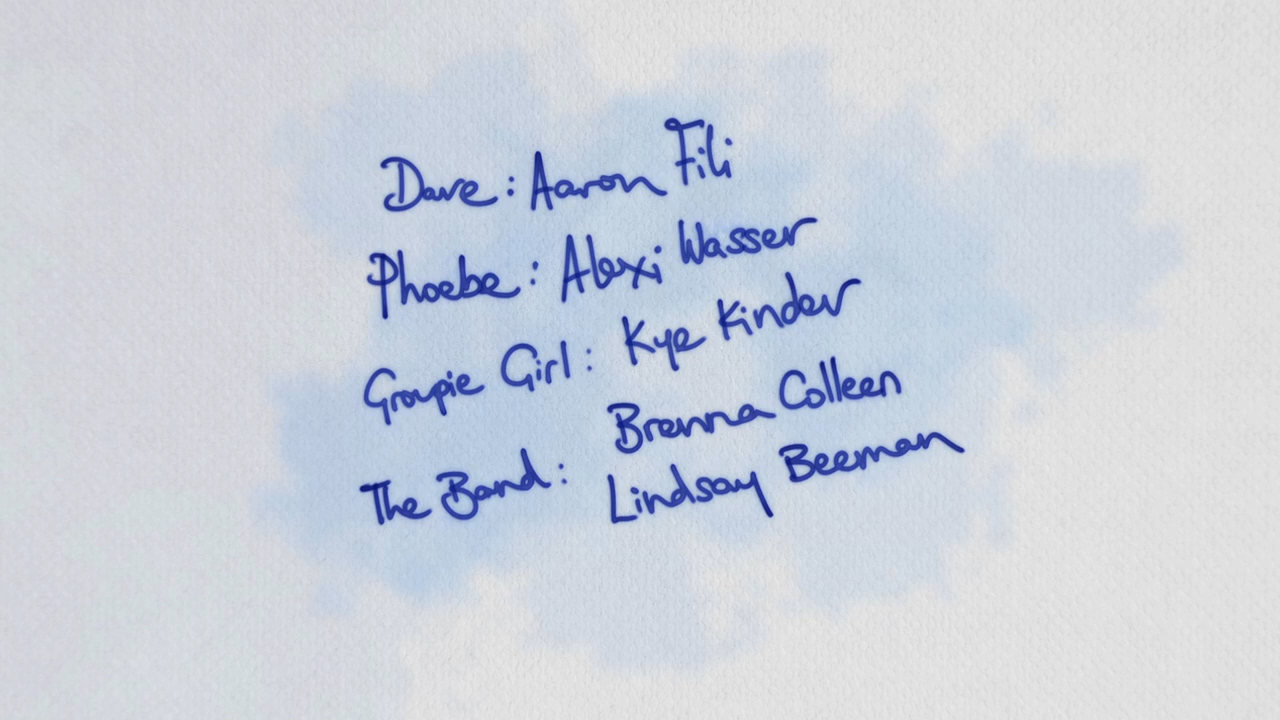 Dave: Aaron Fili
Phoebe: Alexi Wasser
Groupie Girl: Kye Kinder
The Band: Brenna Colleen
Lindsay Beeman